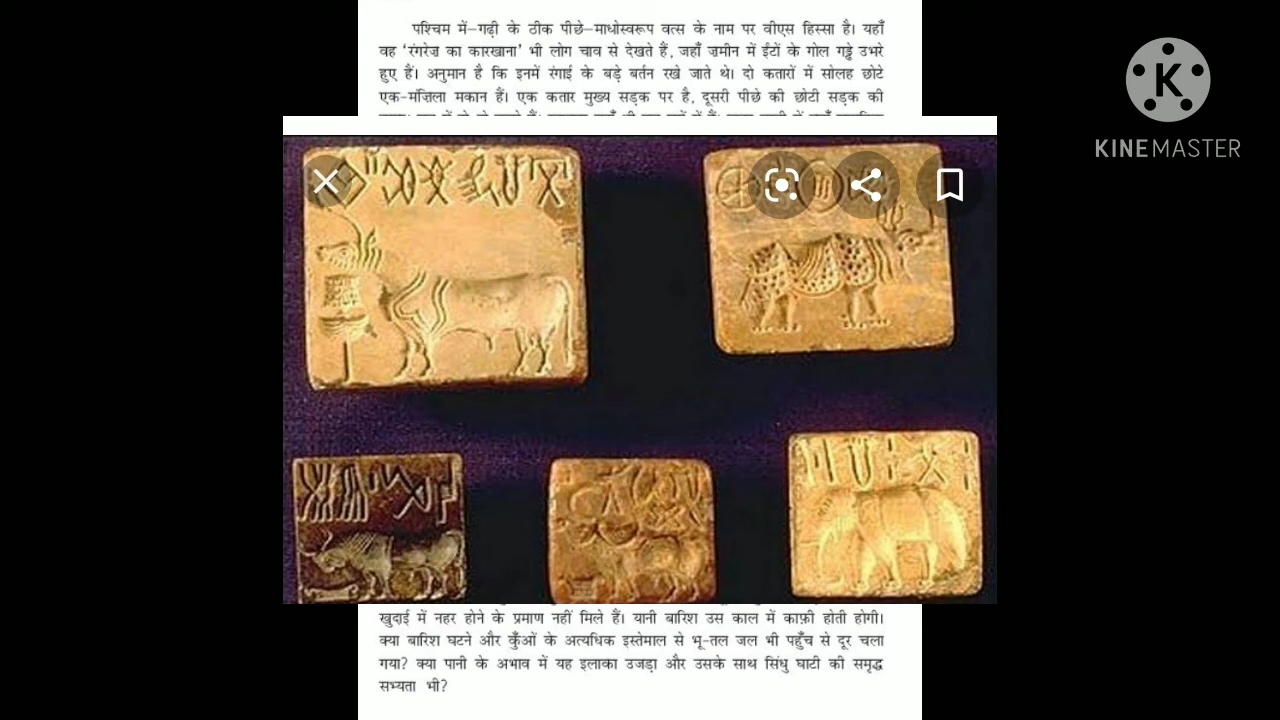 पश्चिम में—गढ़ी के ठीक पीछे—माधोस्वरूप वत्स के नाम पर वीएस हिस्सा है। यहाँ
वह ‘रंगरेज़ का कारखाना’ भी लोग चाव से देखते हैं, जहाँ ज़मीन में ईंटों के गोल गड्ढे उभरे
हुए हैं। अनुमान है कि इनमें रंगाई के बड़े बर्तन रखे जाते थे। दो कतारों में सोलह छोटे
एक-मंज़िला मकान हैं। एक कतार मुख्य सड़क पर है, दूसरी पीछे की छोटी सड़क की
K
KINEMASTER
खुदाई में नहर होने के प्रमाण नहीं मिले हैं। यानी बारिश उस काल में काफ़ी होती होगी।
क्या बारिश घटने और कुँओं के अत्यधिक इस्तेमाल से भू-तल जल भी पहुँच से दूर चला
गया? क्या पानी के अभाव में यह इलाका उजड़ा और उसके साथ सिंधु घाटी की समृद्ध
सभ्यता भी?